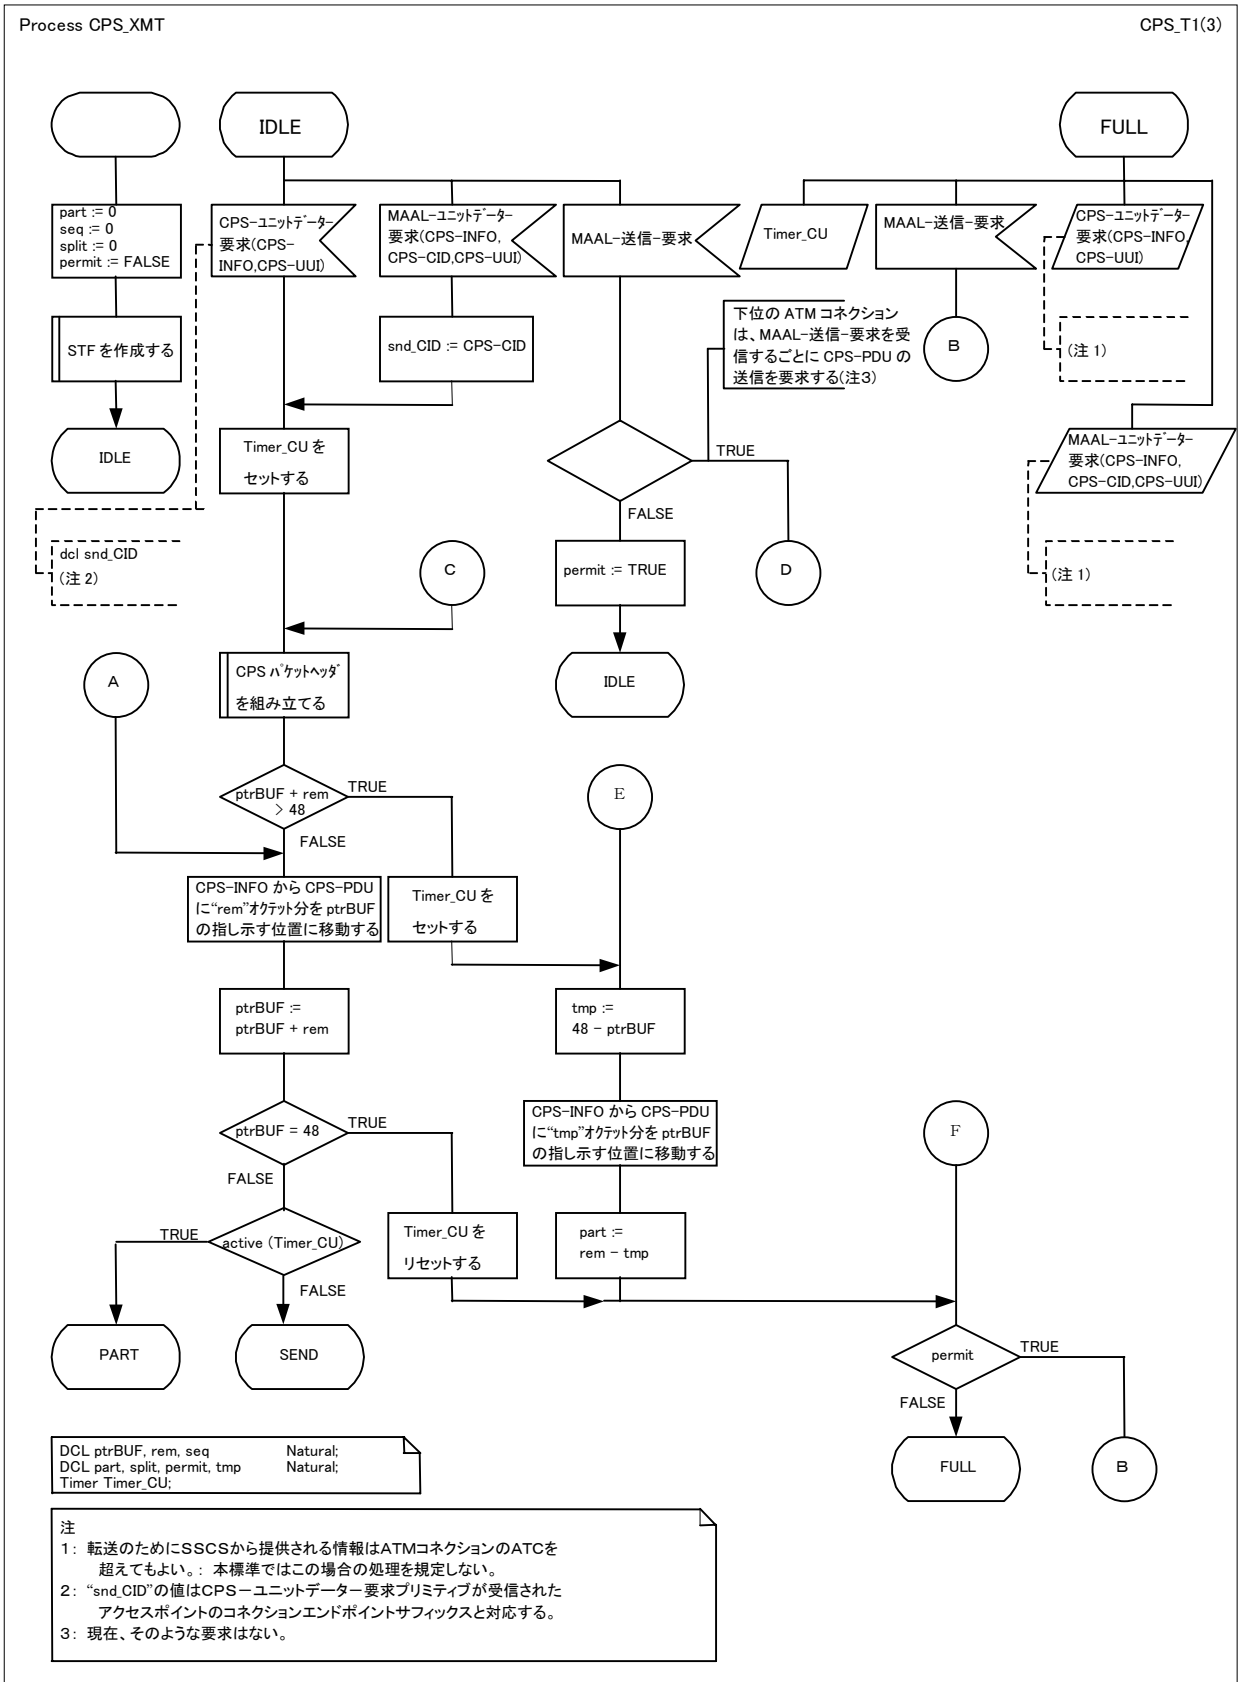 Process CPS_XMT
CPS_T1(3)
IDLE
FULL
part := 0
seq := 0
split := 0
permit := FALSE
CPS-ユニットデーター
要求(CPS-
INFO,CPS-UUI)
MAAL-ユニットデーター
要求(CPS-INFO,
CPS-CID,CPS-UUI)
MAAL-送信-要求
Timer_CU
MAAL-送信-要求
CPS-ユニットデーター
要求(CPS-INFO,
CPS-UUI)
STF を作成する
snd_CID := CPS-CID
下位の ATM コネクション
は、MAAL-送信-要求を受
信するごとに CPS-PDU の
送信を要求する(注3)
B
(注 1)
IDLE
Timer_CU を
セットする
TRUE
FALSE
MAAL-ユニットデーター
要求(CPS-INFO,
CPS-CID,CPS-UUI)
dcl snd_CID
(注 2)
C
permit := TRUE
D
(注 1)
A
CPS パケットヘッダ
を組み立てる
IDLE
ptrBUF + rem
> 48
TRUE
FALSE
E
CPS-INFO から CPS-PDU
に“rem”オクテット分を ptrBUF
の指し示す位置に移動する
Timer_CU を
セットする
ptrBUF :=
ptrBUF + rem
tmp :=
48 - ptrBUF
ptrBUF = 48
TRUE
FALSE
CPS-INFO から CPS-PDU
に“tmp”オクテット分を ptrBUF
の指し示す位置に移動する
F
active (Timer_CU)
TRUE
FALSE
Timer_CU を
リセットする
part :=
rem - tmp
PART
SEND
permit
TRUE
FALSE
FULL
B
DCL ptrBUF, rem, seq Natural;
DCL part, split, permit, tmp Natural;
Timer Timer_CU;
注
1: 転送のためにSSCSから提供される情報はATMコネクションのATCを
超えてもよい。: 本標準ではこの場合の処理を規定しない。
2: “snd_CID”の値はCPS－ユニットデーター要求プリミティブが受信された
アクセスポイントのコネクションエンドポイントサフィックスと対応する。
3: 現在、そのような要求はない。